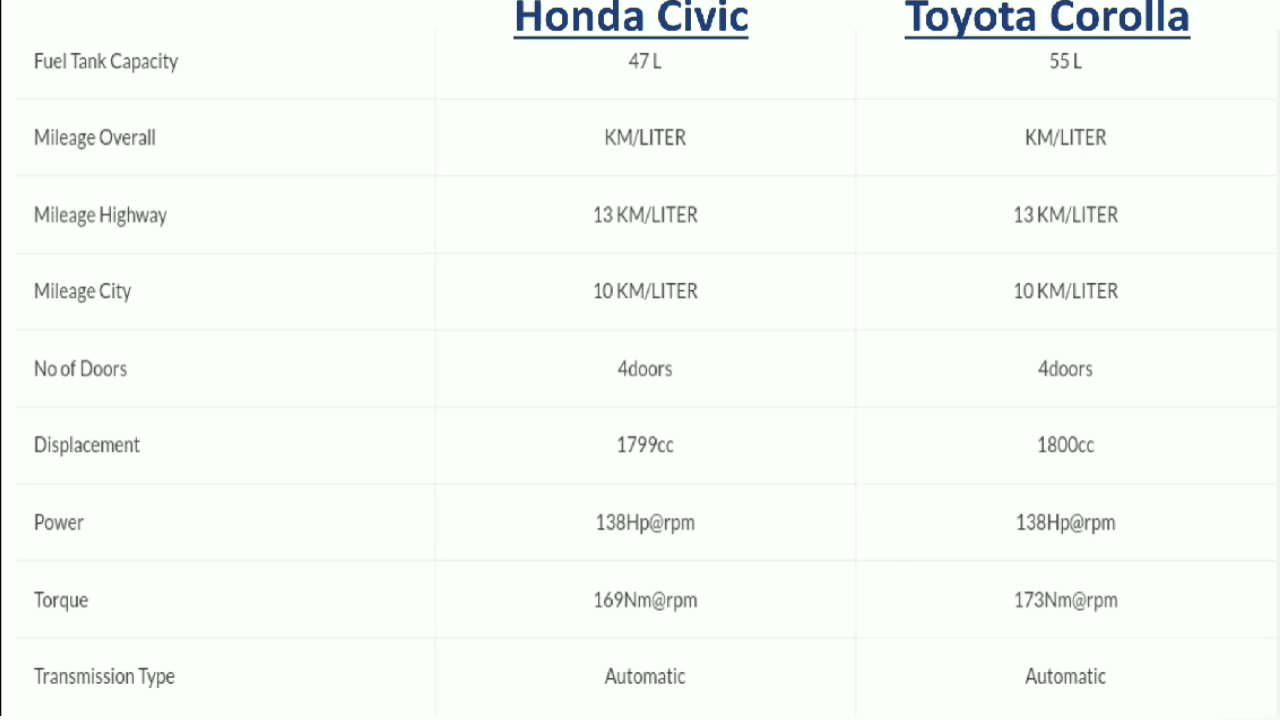 Honda Civic Toyota Corolla
Fuel Tank Capacity 47 L 55 L
Mileage Overall KM/LITER KM/LITER
Mileage Highway 13 KM/LITER 13 KM/LITER
Mileage City 10 KM/LITER 10 KM/LITER
No of Doors 4doors 4doors
Displacement 1799cc 1800cc
Power 138Hp@rpm 138Hp@rpm
Torque 169Nm@rpm 173Nm@rpm
Transmission Type Automatic Automatic